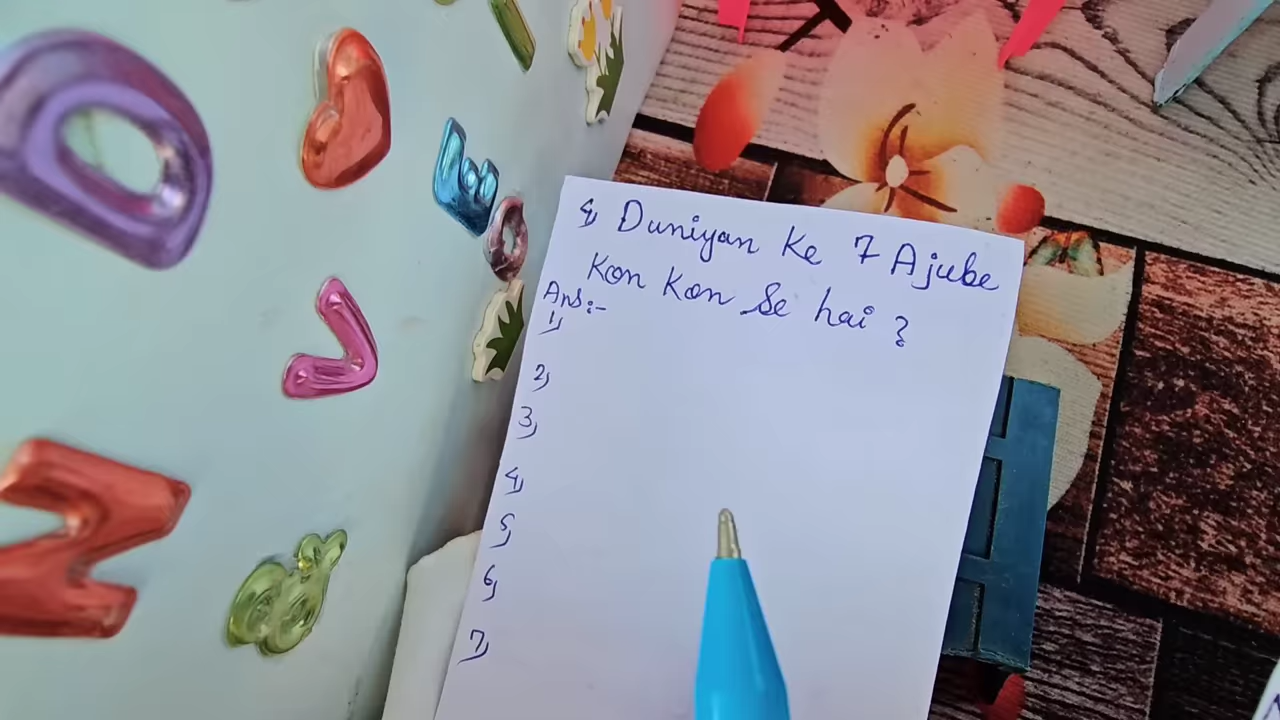 4) Duniyan Ke 7 Ajube
Kon Kon Se hai ?
Ans:-
1)
2)
3)
4)
5)
6)
7)